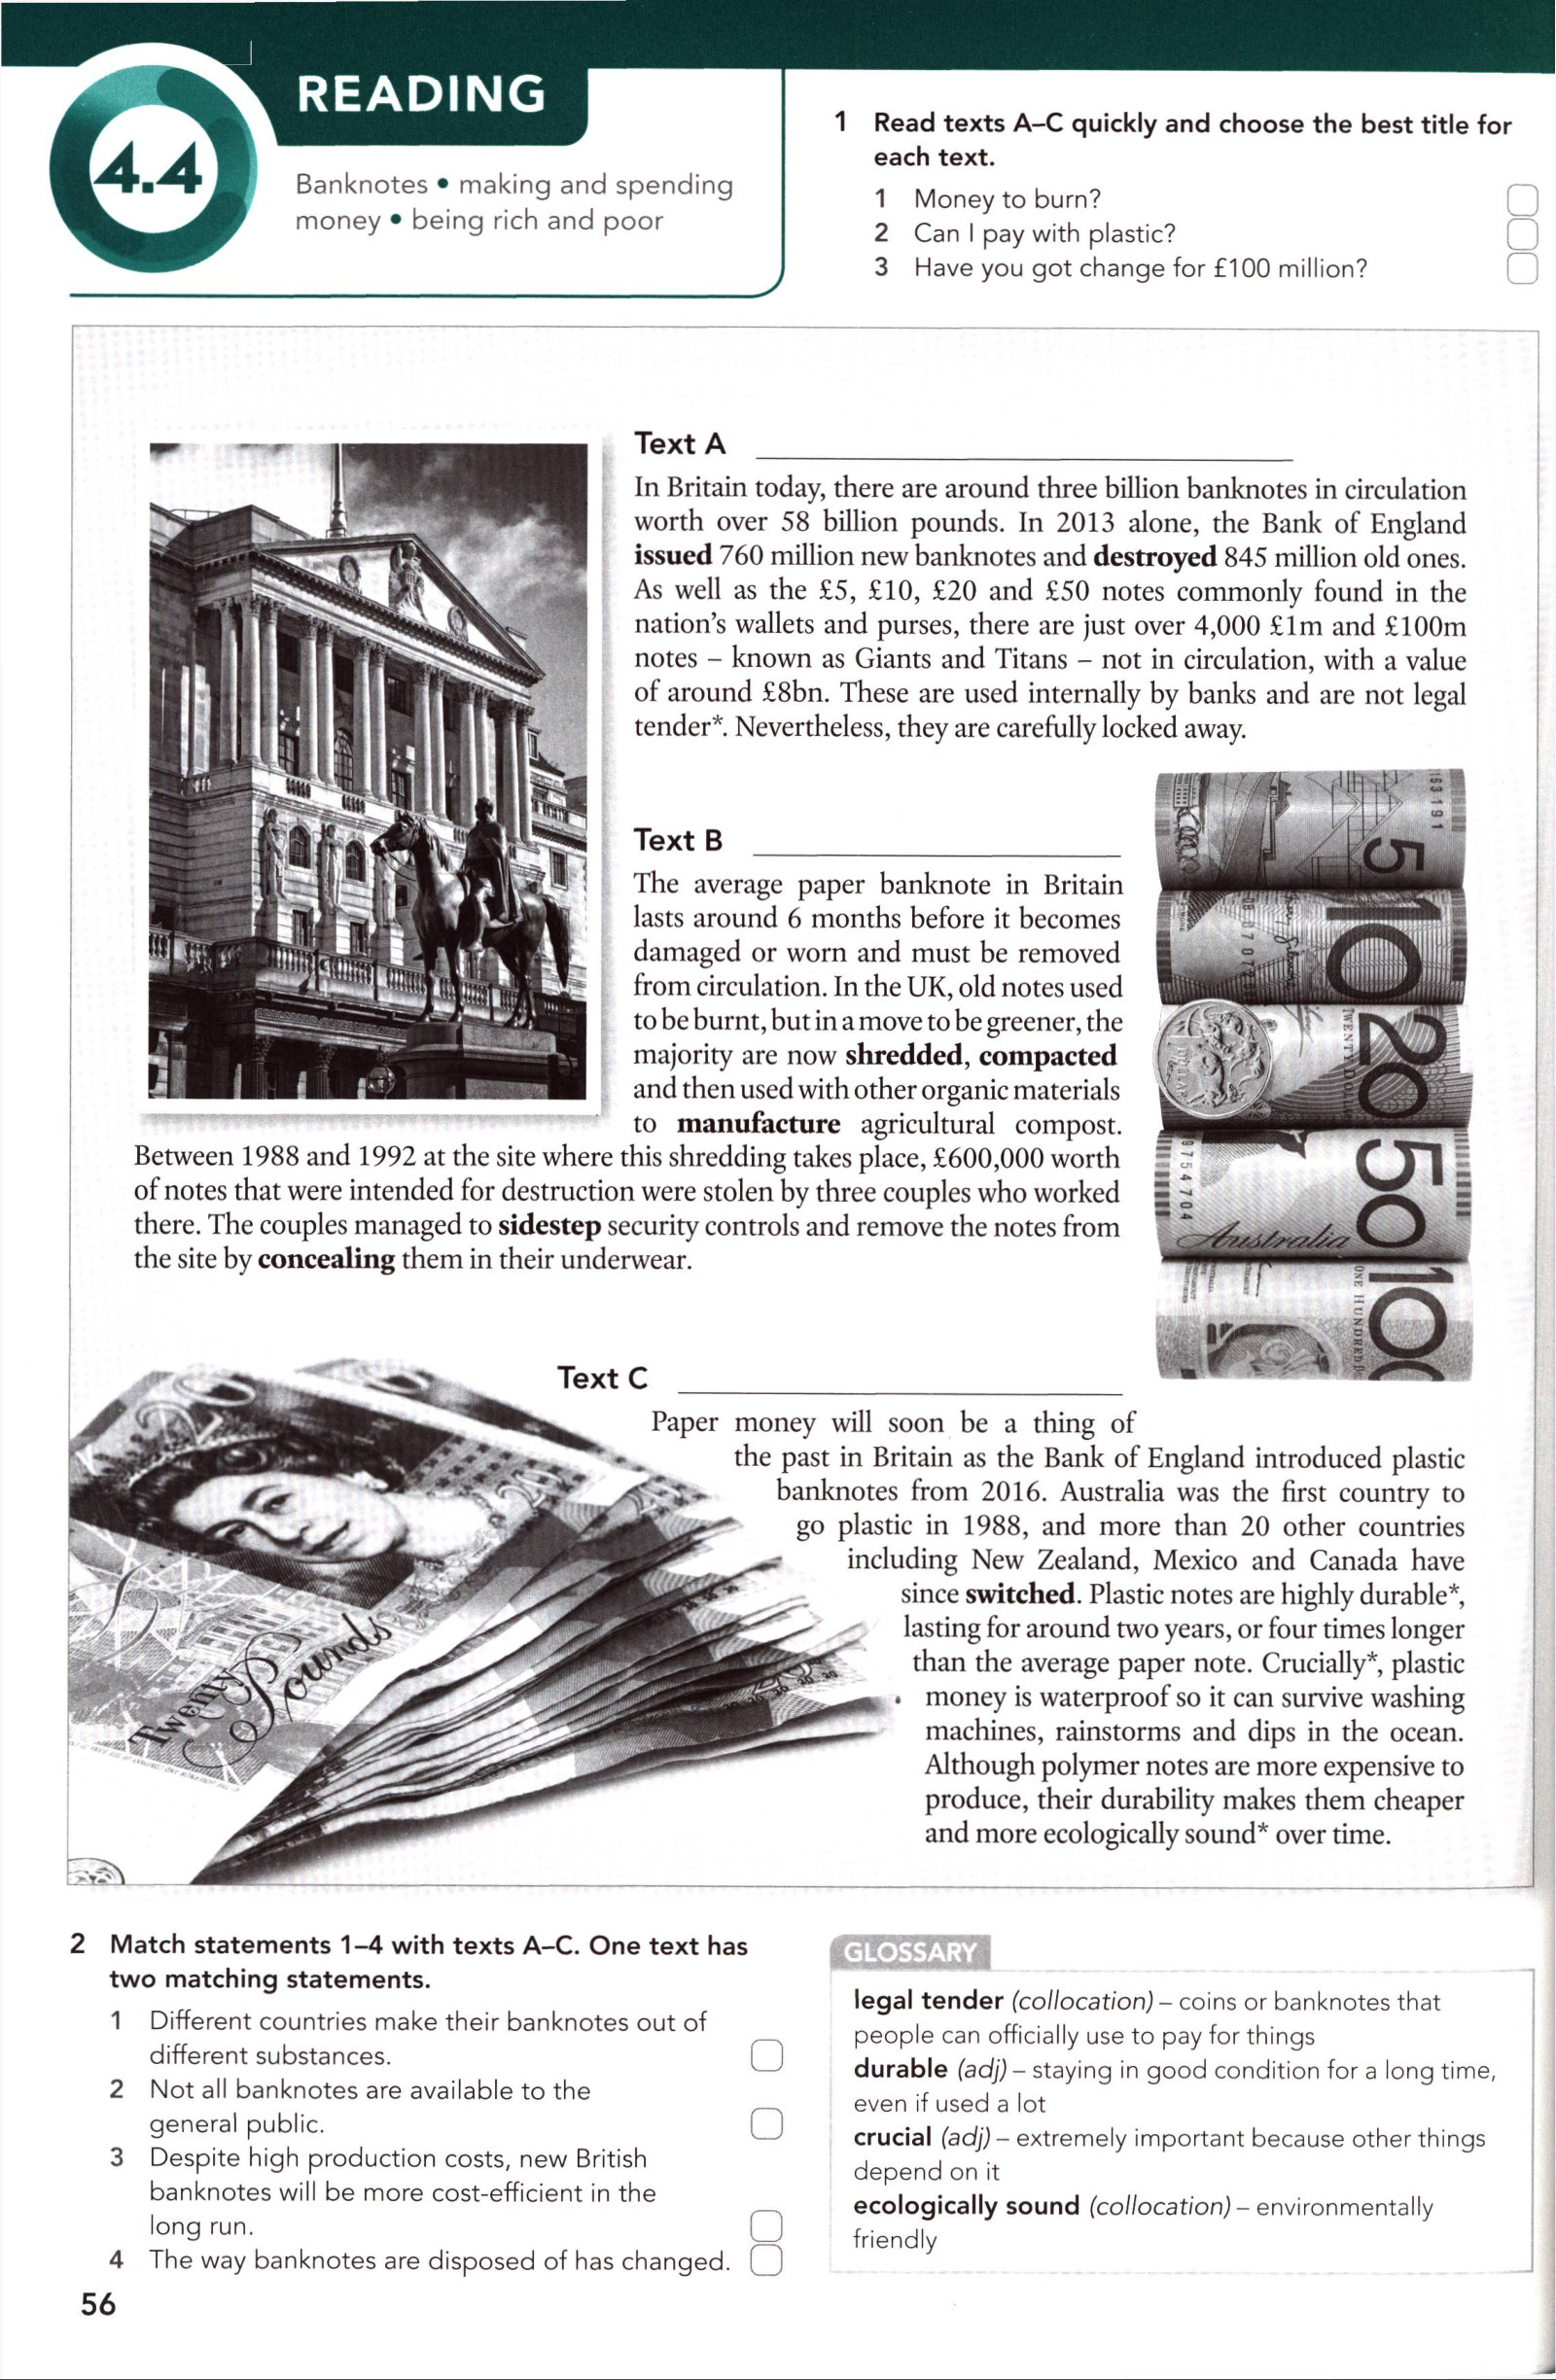 READING
4.4
Banknotes • making and spending
money • being rich and poor
1 Read texts A–C quickly and choose the best title for
each text.
1 Money to burn?
2 Can I pay with plastic?
3 Have you got change for £100 million?
Text A
In Britain today, there are around three billion banknotes in circulation
worth over 58 billion pounds. In 2013 alone, the Bank of England
issued 760 million new banknotes and destroyed 845 million old ones.
As well as the £5, £10, £20 and £50 notes commonly found in the
nation's wallets and purses, there are just over 4,000 £1m and £100m
notes – known as Giants and Titans – not in circulation, with a value
of around £8bn. These are used internally by banks and are not legal
tender*. Nevertheless, they are carefully locked away.
Text B
The average paper banknote in Britain
lasts around 6 months before it becomes
damaged or worn and must be removed
from circulation. In the UK, old notes used
to be burnt, but in a move to be greener, the
majority are now shredded, compacted
and then used with other organic materials
to manufacture agricultural compost.
Between 1988 and 1992 at the site where this shredding takes place, £600,000 worth
of notes that were intended for destruction were stolen by three couples who worked
there. The couples managed to sidestep security controls and remove the notes from
the site by concealing them in their underwear.
163191
5
10
20
TWENTY DOLLARS
50
9754704
Australia
100
ONE HUNDRED
Text C
Paper money will soon be a thing of
the past in Britain as the Bank of England introduced plastic
banknotes from 2016. Australia was the first country to
go plastic in 1988, and more than 20 other countries
including New Zealand, Mexico and Canada have
since switched. Plastic notes are highly durable*,
lasting for around two years, or four times longer
than the average paper note. Crucially*, plastic
money is waterproof so it can survive washing
machines, rainstorms and dips in the ocean.
Although polymer notes are more expensive to
produce, their durability makes them cheaper
and more ecologically sound* over time.
20
Twenty
Pounds
2 Match statements 1–4 with texts A–C. One text has
two matching statements.
1 Different countries make their banknotes out of
different substances.
2 Not all banknotes are available to the
general public.
3 Despite high production costs, new British
banknotes will be more cost-efficient in the
long run.
4 The way banknotes are disposed of has changed.
GLOSSARY
legal tender (collocation) – coins or banknotes that
people can officially use to pay for things
durable (adj) – staying in good condition for a long time,
even if used a lot
crucial (adj) – extremely important because other things
depend on it
ecologically sound (collocation) – environmentally
friendly
56